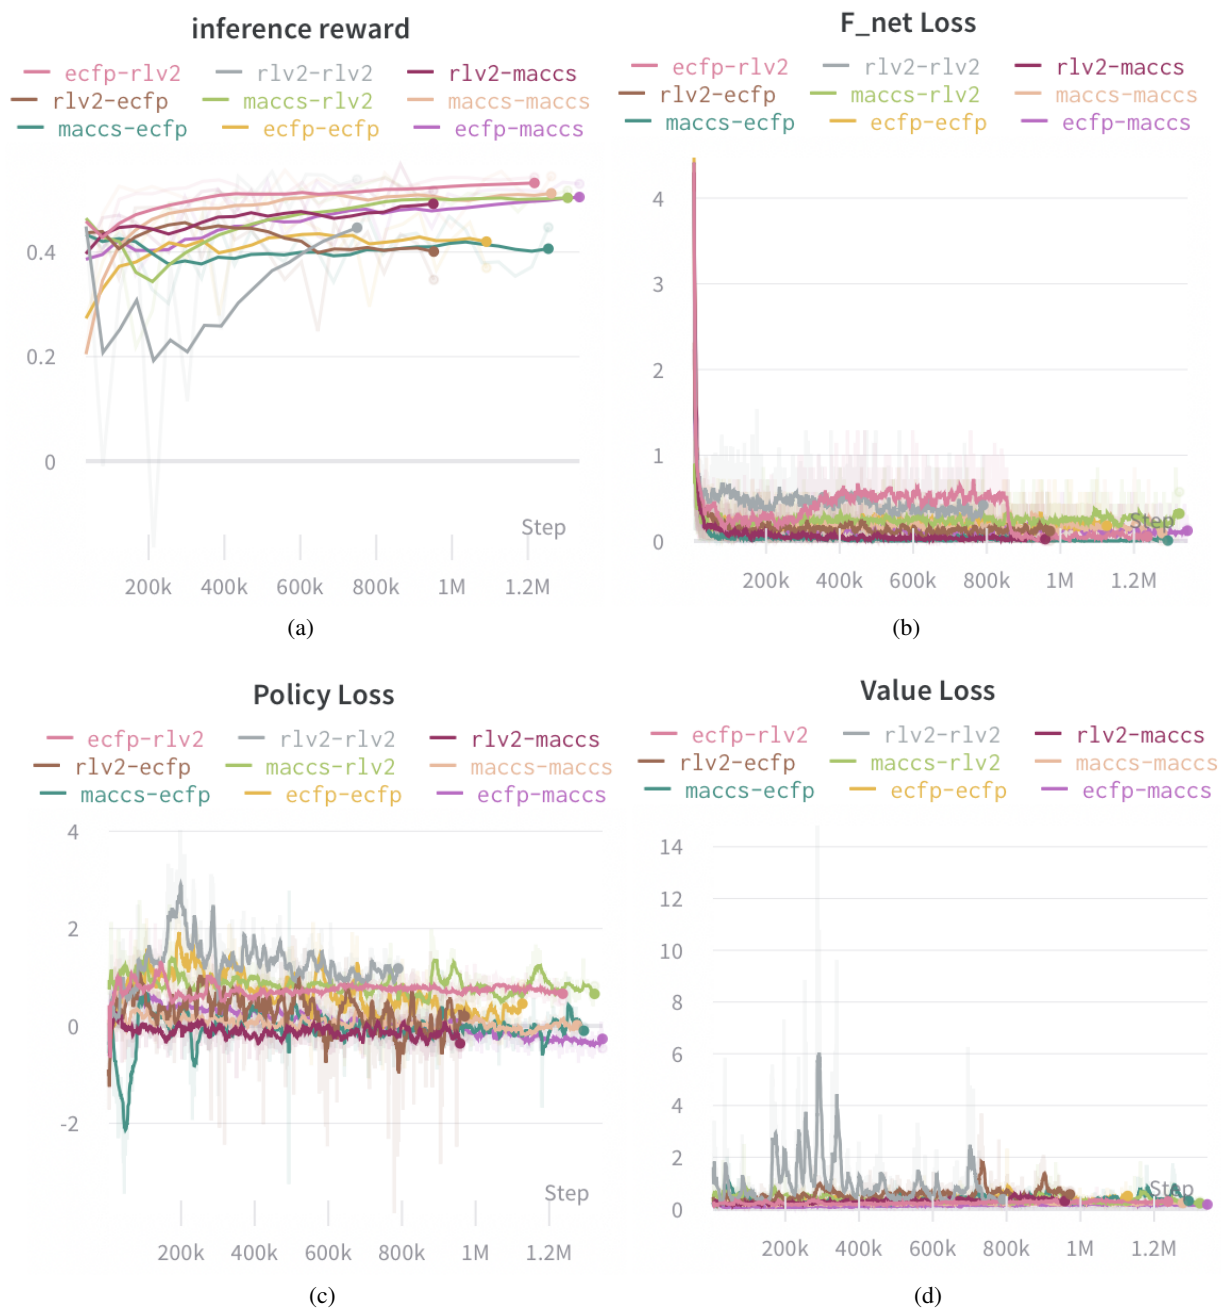 inference reward
ecfp-rlv2 rlv2-rlv2 rlv2-maccs
rlv2-ecfp maccs-rlv2 maccs-maccs
maccs-ecfp ecfp-ecfp ecfp-maccs
0.4
0.2
0
Step
200k 400k 600k 800k 1M 1.2M
(a)
F_net Loss
ecfp-rlv2 rlv2-rlv2 rlv2-maccs
rlv2-ecfp maccs-rlv2 maccs-maccs
maccs-ecfp ecfp-ecfp ecfp-maccs
4
3
2
1
0
Step
200k 400k 600k 800k 1M 1.2M
(b)
Policy Loss
ecfp-rlv2 rlv2-rlv2 rlv2-maccs
rlv2-ecfp maccs-rlv2 maccs-maccs
maccs-ecfp ecfp-ecfp ecfp-maccs
4
2
0
-2
Step
200k 400k 600k 800k 1M 1.2M
(c)
Value Loss
ecfp-rlv2 rlv2-rlv2 rlv2-maccs
rlv2-ecfp maccs-rlv2 maccs-maccs
maccs-ecfp ecfp-ecfp ecfp-maccs
14
12
10
8
6
4
2
0
Step
200k 400k 600k 800k 1M 1.2M
(d)